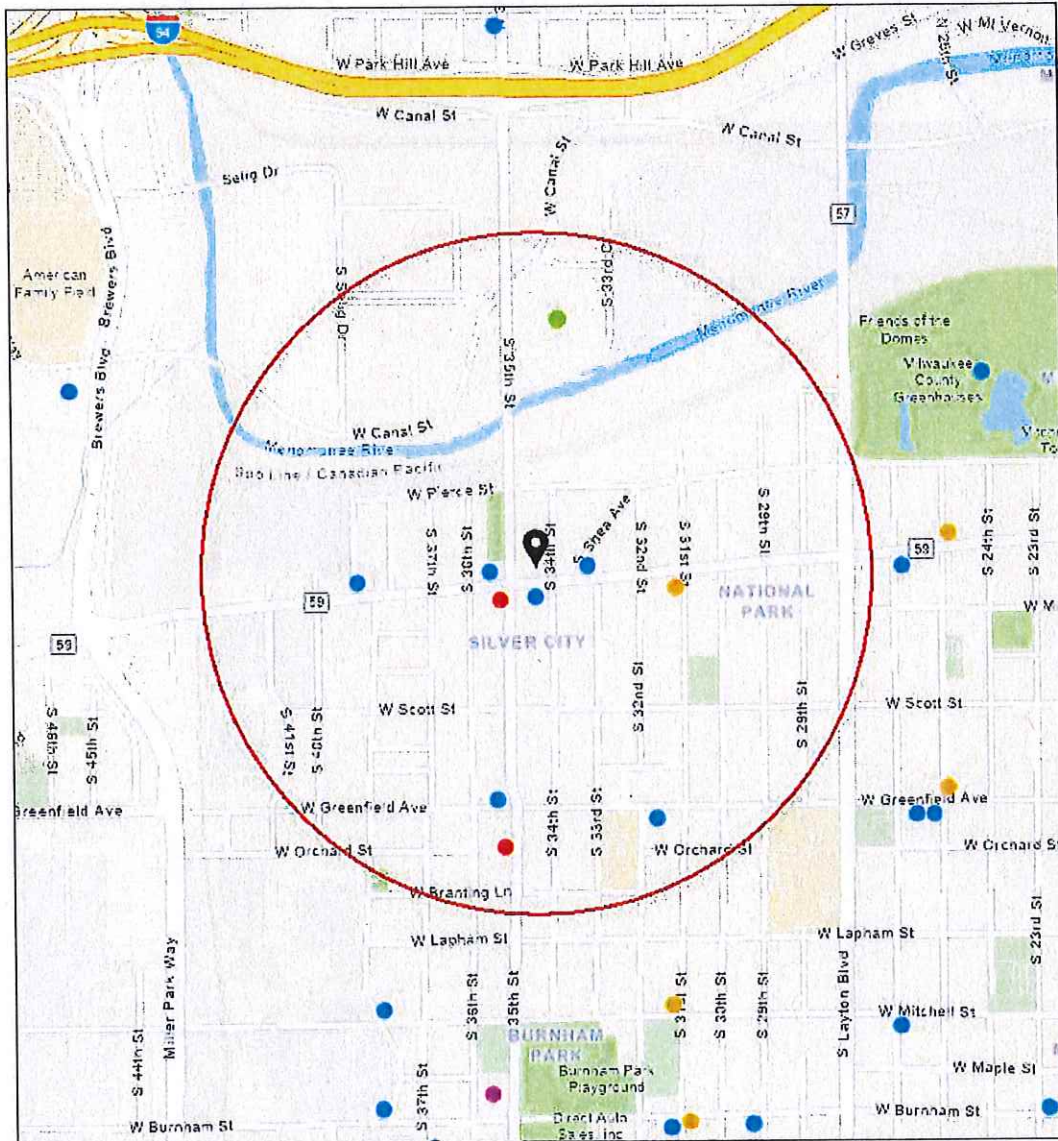 94
W Park Hill Ave
W Park Hill Ave
W Greves St
N 25th St
W Mt Vernon
W Canal St
W Canal St
W Canal St
Selig Dr
57
S 33rd
S Selig Dr
Brewers Blvd
Brewers Blvd
American
Family Field
S 35th St
Menomonee River
Friends of the
Domes
Milwaukee
County
Greenhouses
W Canal St
Menomonee Rive
Soo Line / Canadian Pacific
W Pierce St
S 37th St
S 36th St
S 34th St
S Shea Ave
S 32nd St
S 31st St
S 29th St
S 24th St
S 23rd St
59
59
59
NATIONAL
PARK
SILVER CITY
W Scott St
S 32nd St
S 29th St
W Scott St
S 46th St
S 45th St
S 41st St
S 40th St
Greenfield Ave
W Greenfield Ave
S 34th St
S 33rd St
W Greenfield Ave
W Orchard St
W Orchard St
W Orchard St
W Branting Ln
W Lapham St
W Lapham St
S 23rd St
Miller Park Way
S 44th St
S 36th St
35th St
S 31st St
S 30th St
S 29th St
S Layton Blvd
W Mitchell St
BURNHAM
PARK
Burnham Park
Playground
S 37th St
W Maple St
W Burnham St
Direct Auto
Sales, Inc
W Burnham St